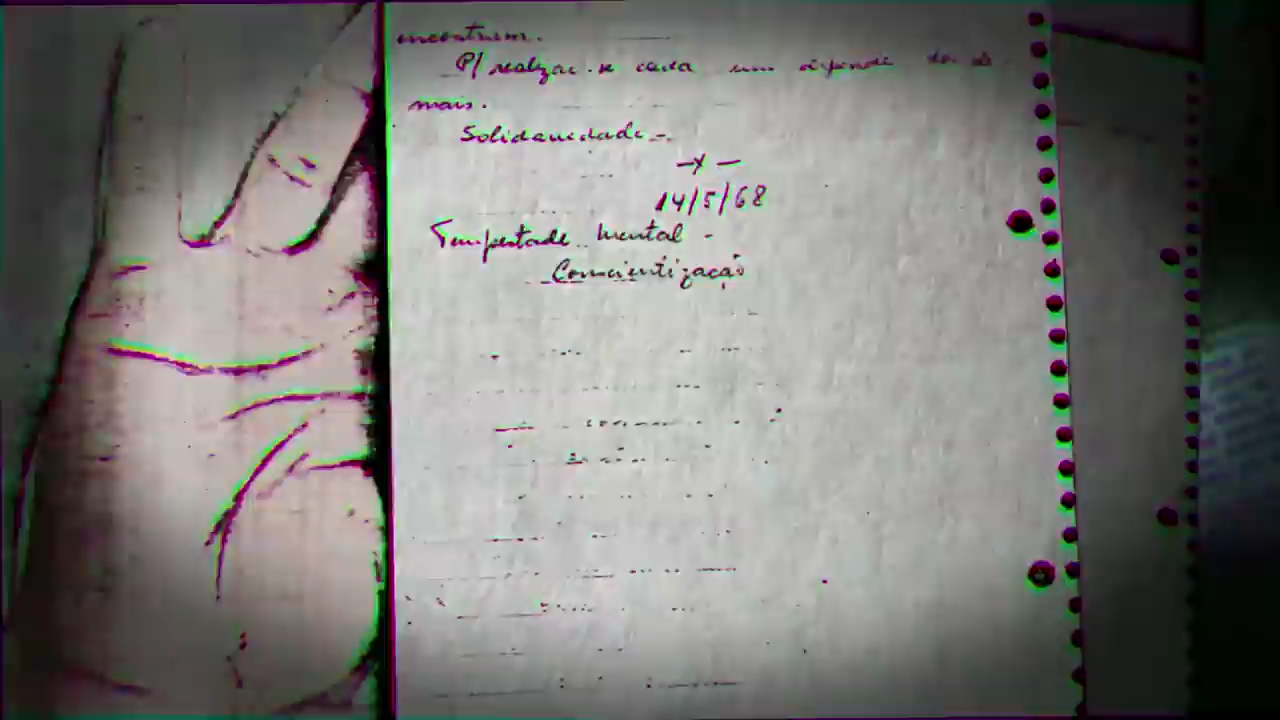 encontram.
P/ realizar-se cada um depende dos de
mais.
Solidariedade -
- x -
14/5/68
Tempestade mental -
Conscientização